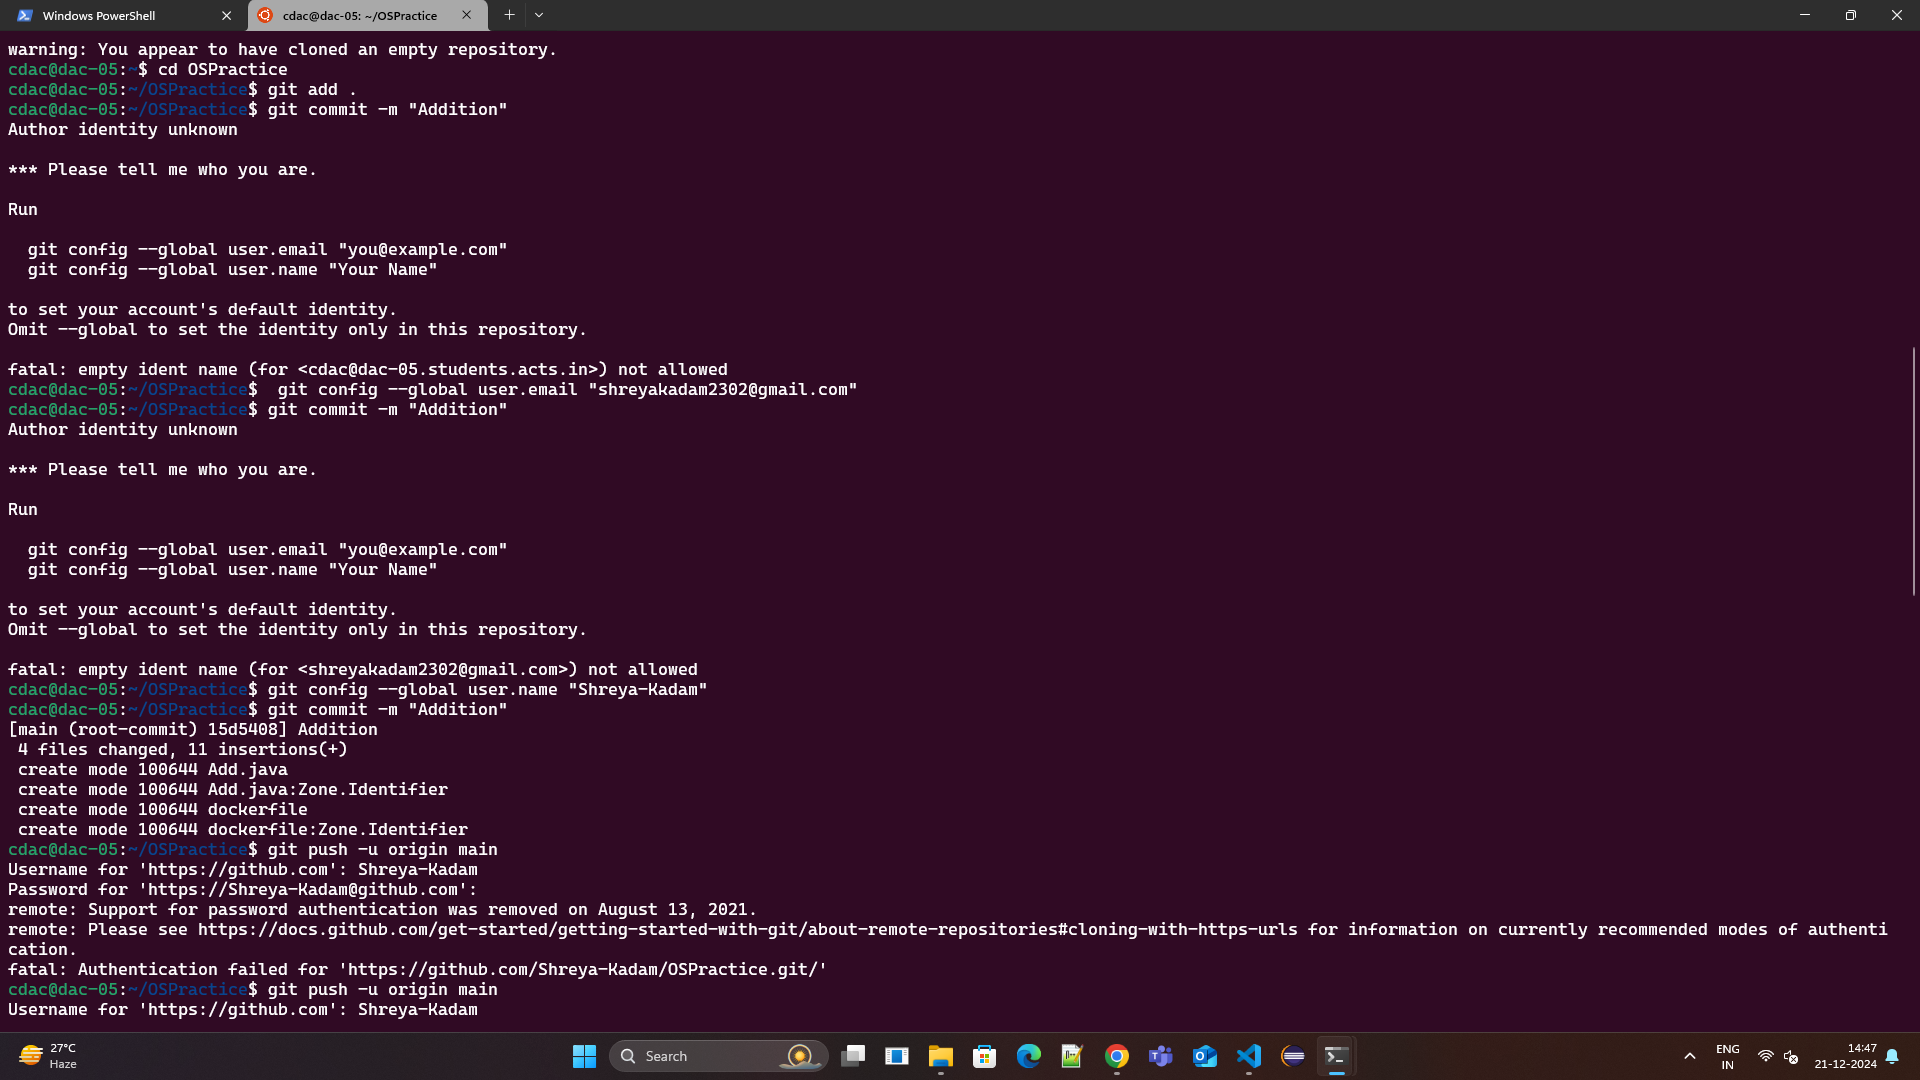 Windows PowerShell
cdac@dac-05: ~/OSPractice
warning: You appear to have cloned an empty repository.
cdac@dac-05:~$ cd OSPractice
cdac@dac-05:~/OSPractice$ git add .
cdac@dac-05:~/OSPractice$ git commit -m "Addition"
Author identity unknown
*** Please tell me who you are.
Run
git config --global user.email "you@example.com"
git config --global user.name "Your Name"
to set your account's default identity.
Omit --global to set the identity only in this repository.
fatal: empty ident name (for <cdac@dac-05.students.acts.in>) not allowed
cdac@dac-05:~/OSPractice$  git config --global user.email "shreyakadam2302@gmail.com"
cdac@dac-05:~/OSPractice$ git commit -m "Addition"
Author identity unknown
*** Please tell me who you are.
Run
git config --global user.email "you@example.com"
git config --global user.name "Your Name"
to set your account's default identity.
Omit --global to set the identity only in this repository.
fatal: empty ident name (for <shreyakadam2302@gmail.com>) not allowed
cdac@dac-05:~/OSPractice$ git config --global user.name "Shreya-Kadam"
cdac@dac-05:~/OSPractice$ git commit -m "Addition"
[main (root-commit) 15d5408] Addition
4 files changed, 11 insertions(+)
create mode 100644 Add.java
create mode 100644 Add.java:Zone.Identifier
create mode 100644 dockerfile
create mode 100644 dockerfile:Zone.Identifier
cdac@dac-05:~/OSPractice$ git push -u origin main
Username for 'https://github.com': Shreya-Kadam
Password for 'https://Shreya-Kadam@github.com':
remote: Support for password authentication was removed on August 13, 2021.
remote: Please see https://docs.github.com/get-started/getting-started-with-git/about-remote-repositories#cloning-with-https-urls for information on currently recommended modes of authenti
cation.
fatal: Authentication failed for 'https://github.com/Shreya-Kadam/OSPractice.git/'
cdac@dac-05:~/OSPractice$ git push -u origin main
Username for 'https://github.com': Shreya-Kadam
27°C
Haze
Search
ENG
IN
14:47
21-12-2024